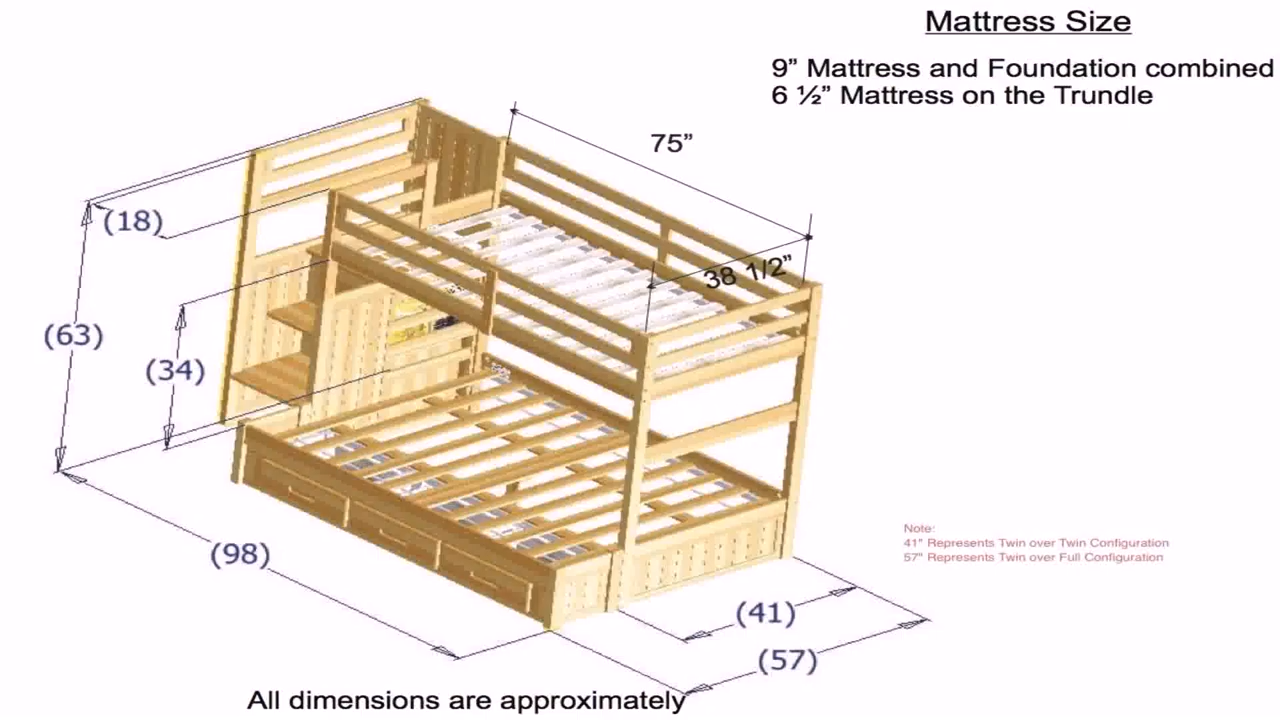 Mattress Size
9” Mattress and Foundation combined
6 ½” Mattress on the Trundle
75”
(18)
38 1/2”
(63)
(34)
Note:
41" Represents Twin over Twin Configuration
57" Represents Twin over Full Configuration
(98)
(41)
(57)
All dimensions are approximately